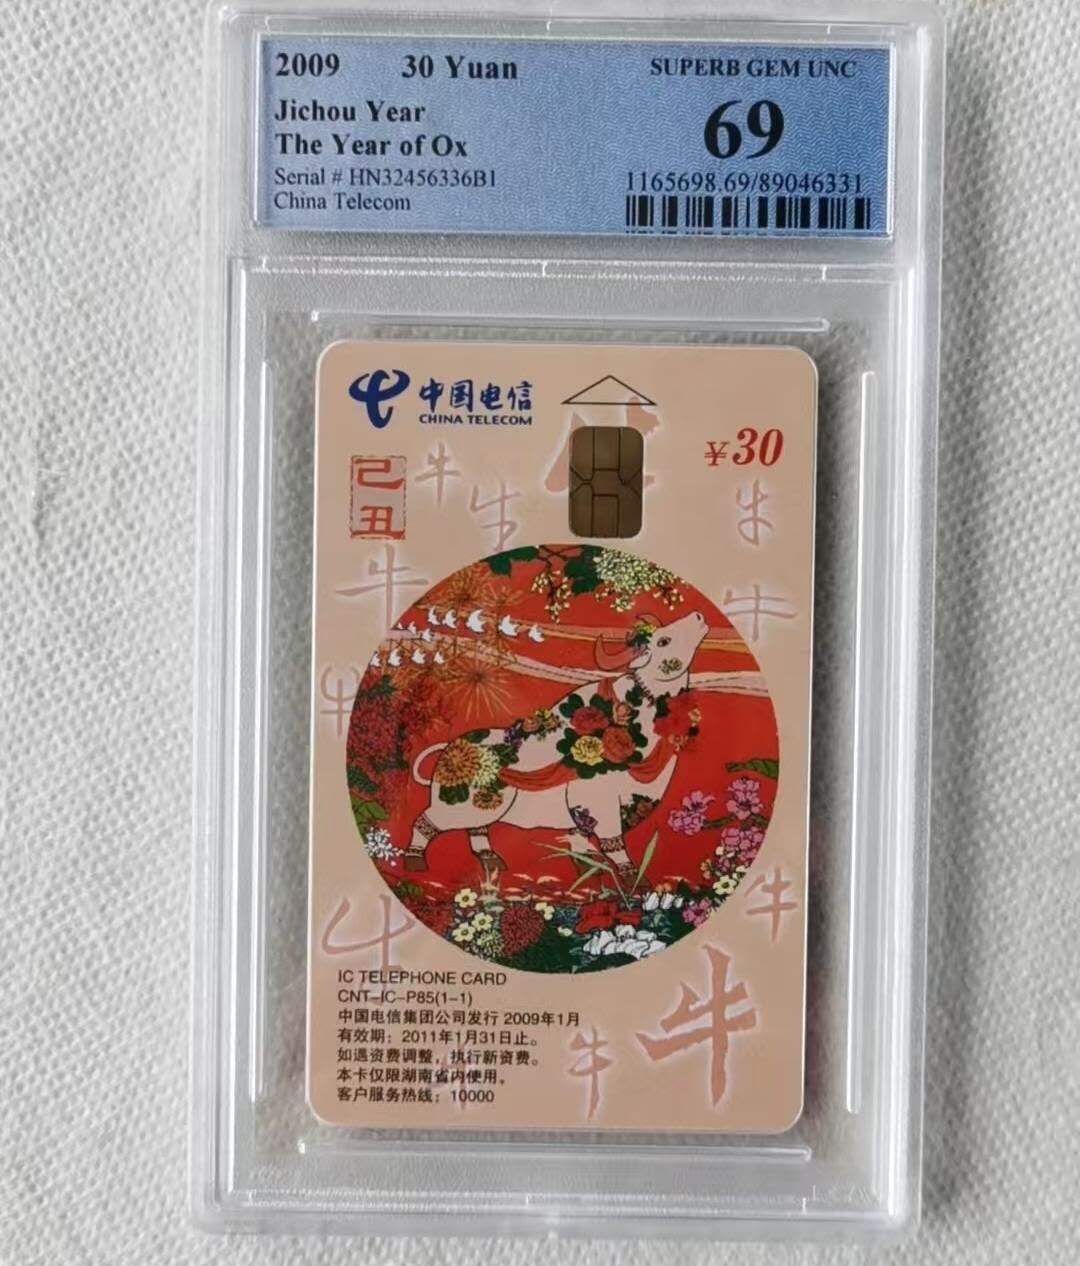 2009 30 Yuan SUPERB GEM UNC
Jichou Year 69
The Year of Ox
Serial # HN32456336B1 1165698.69/89046331
China Telecom
中国电信
CHINA TELECOM
¥30
己丑
牛
牛
牛
牛
牛
牛
牛
牛
牛
牛
牛
IC TELEPHONE CARD
CNT-IC-P85(1-1)
中国电信集团公司发行 2009年1月
有效期：2011年1月31日止。
如遇资费调整，执行新资费。
本卡仅限湖南省内使用。
客户服务热线：10000